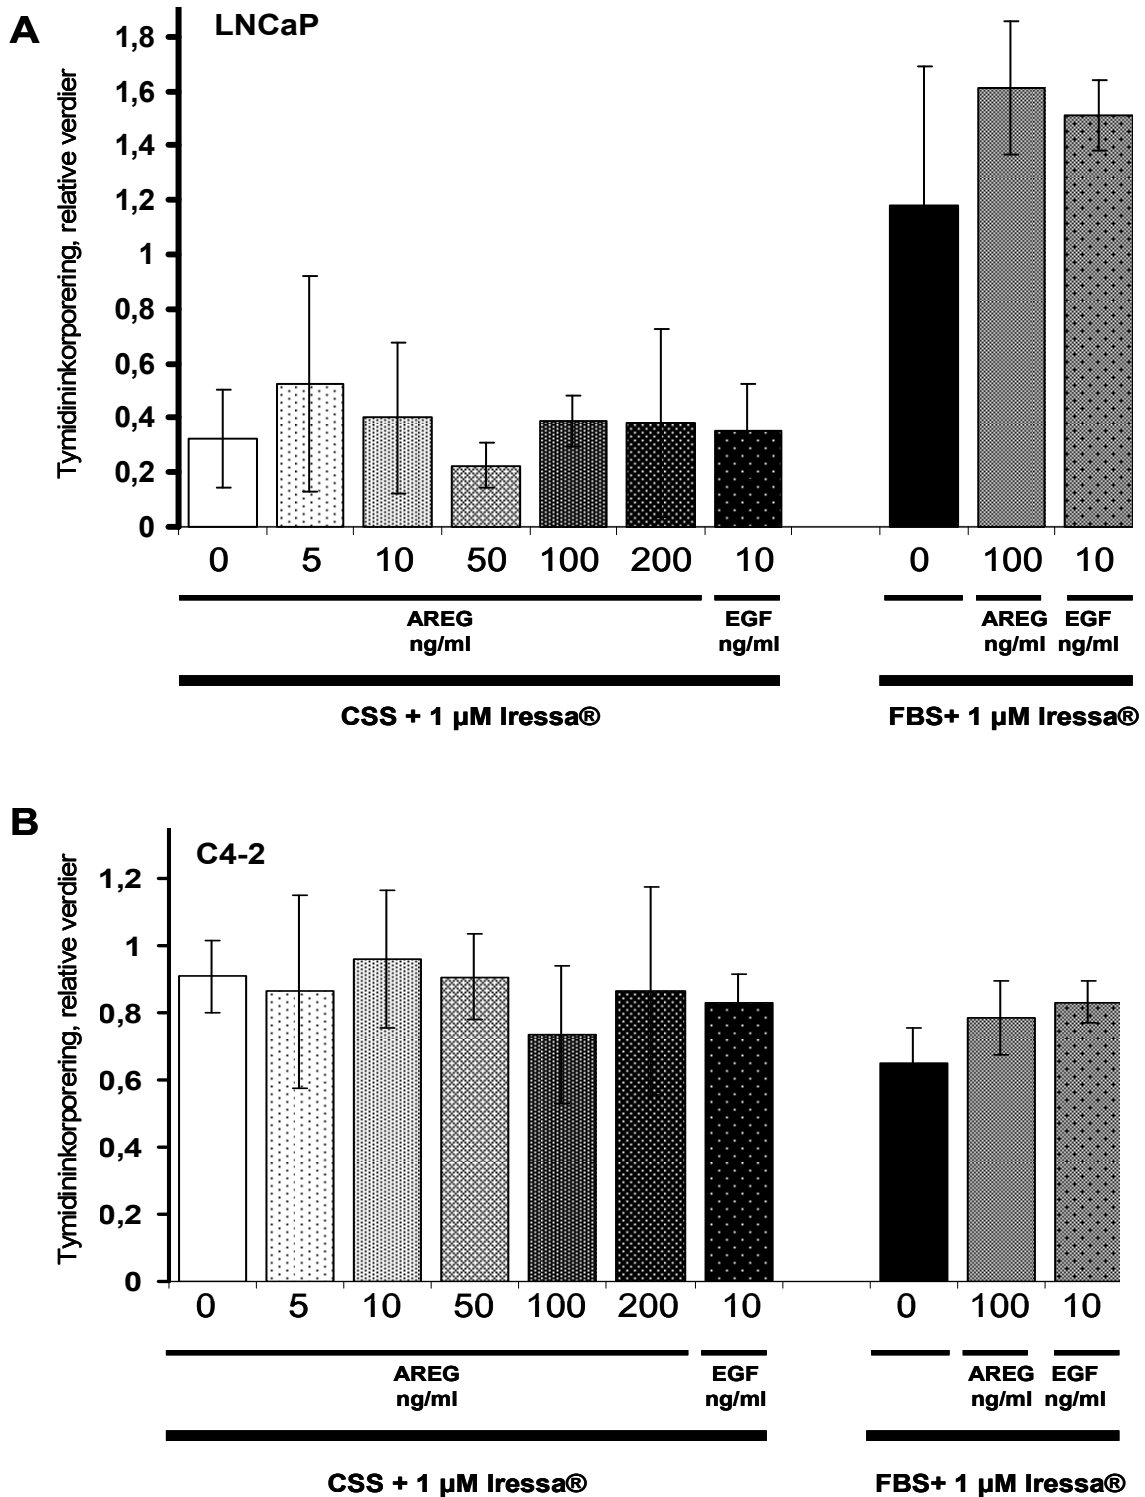 A
LNCaP
Tymidininkorporering, relative verdier
1,8
1,6
1,4
1,2
1
0,8
0,6
0,4
0,2
0
0 5 10 50 100 200 10 0 100 10
AREG EGF AREG EGF
ng/ml ng/ml ng/ml ng/ml
CSS + 1 µM Iressa® FBS+ 1 µM Iressa®
B
C4-2
Tymidininkorporering, relative verdier
1,2
1
0,8
0,6
0,4
0,2
0
0 5 10 50 100 200 10 0 100 10
AREG EGF AREG EGF
ng/ml ng/ml ng/ml ng/ml
CSS + 1 µM Iressa® FBS+ 1 µM Iressa®